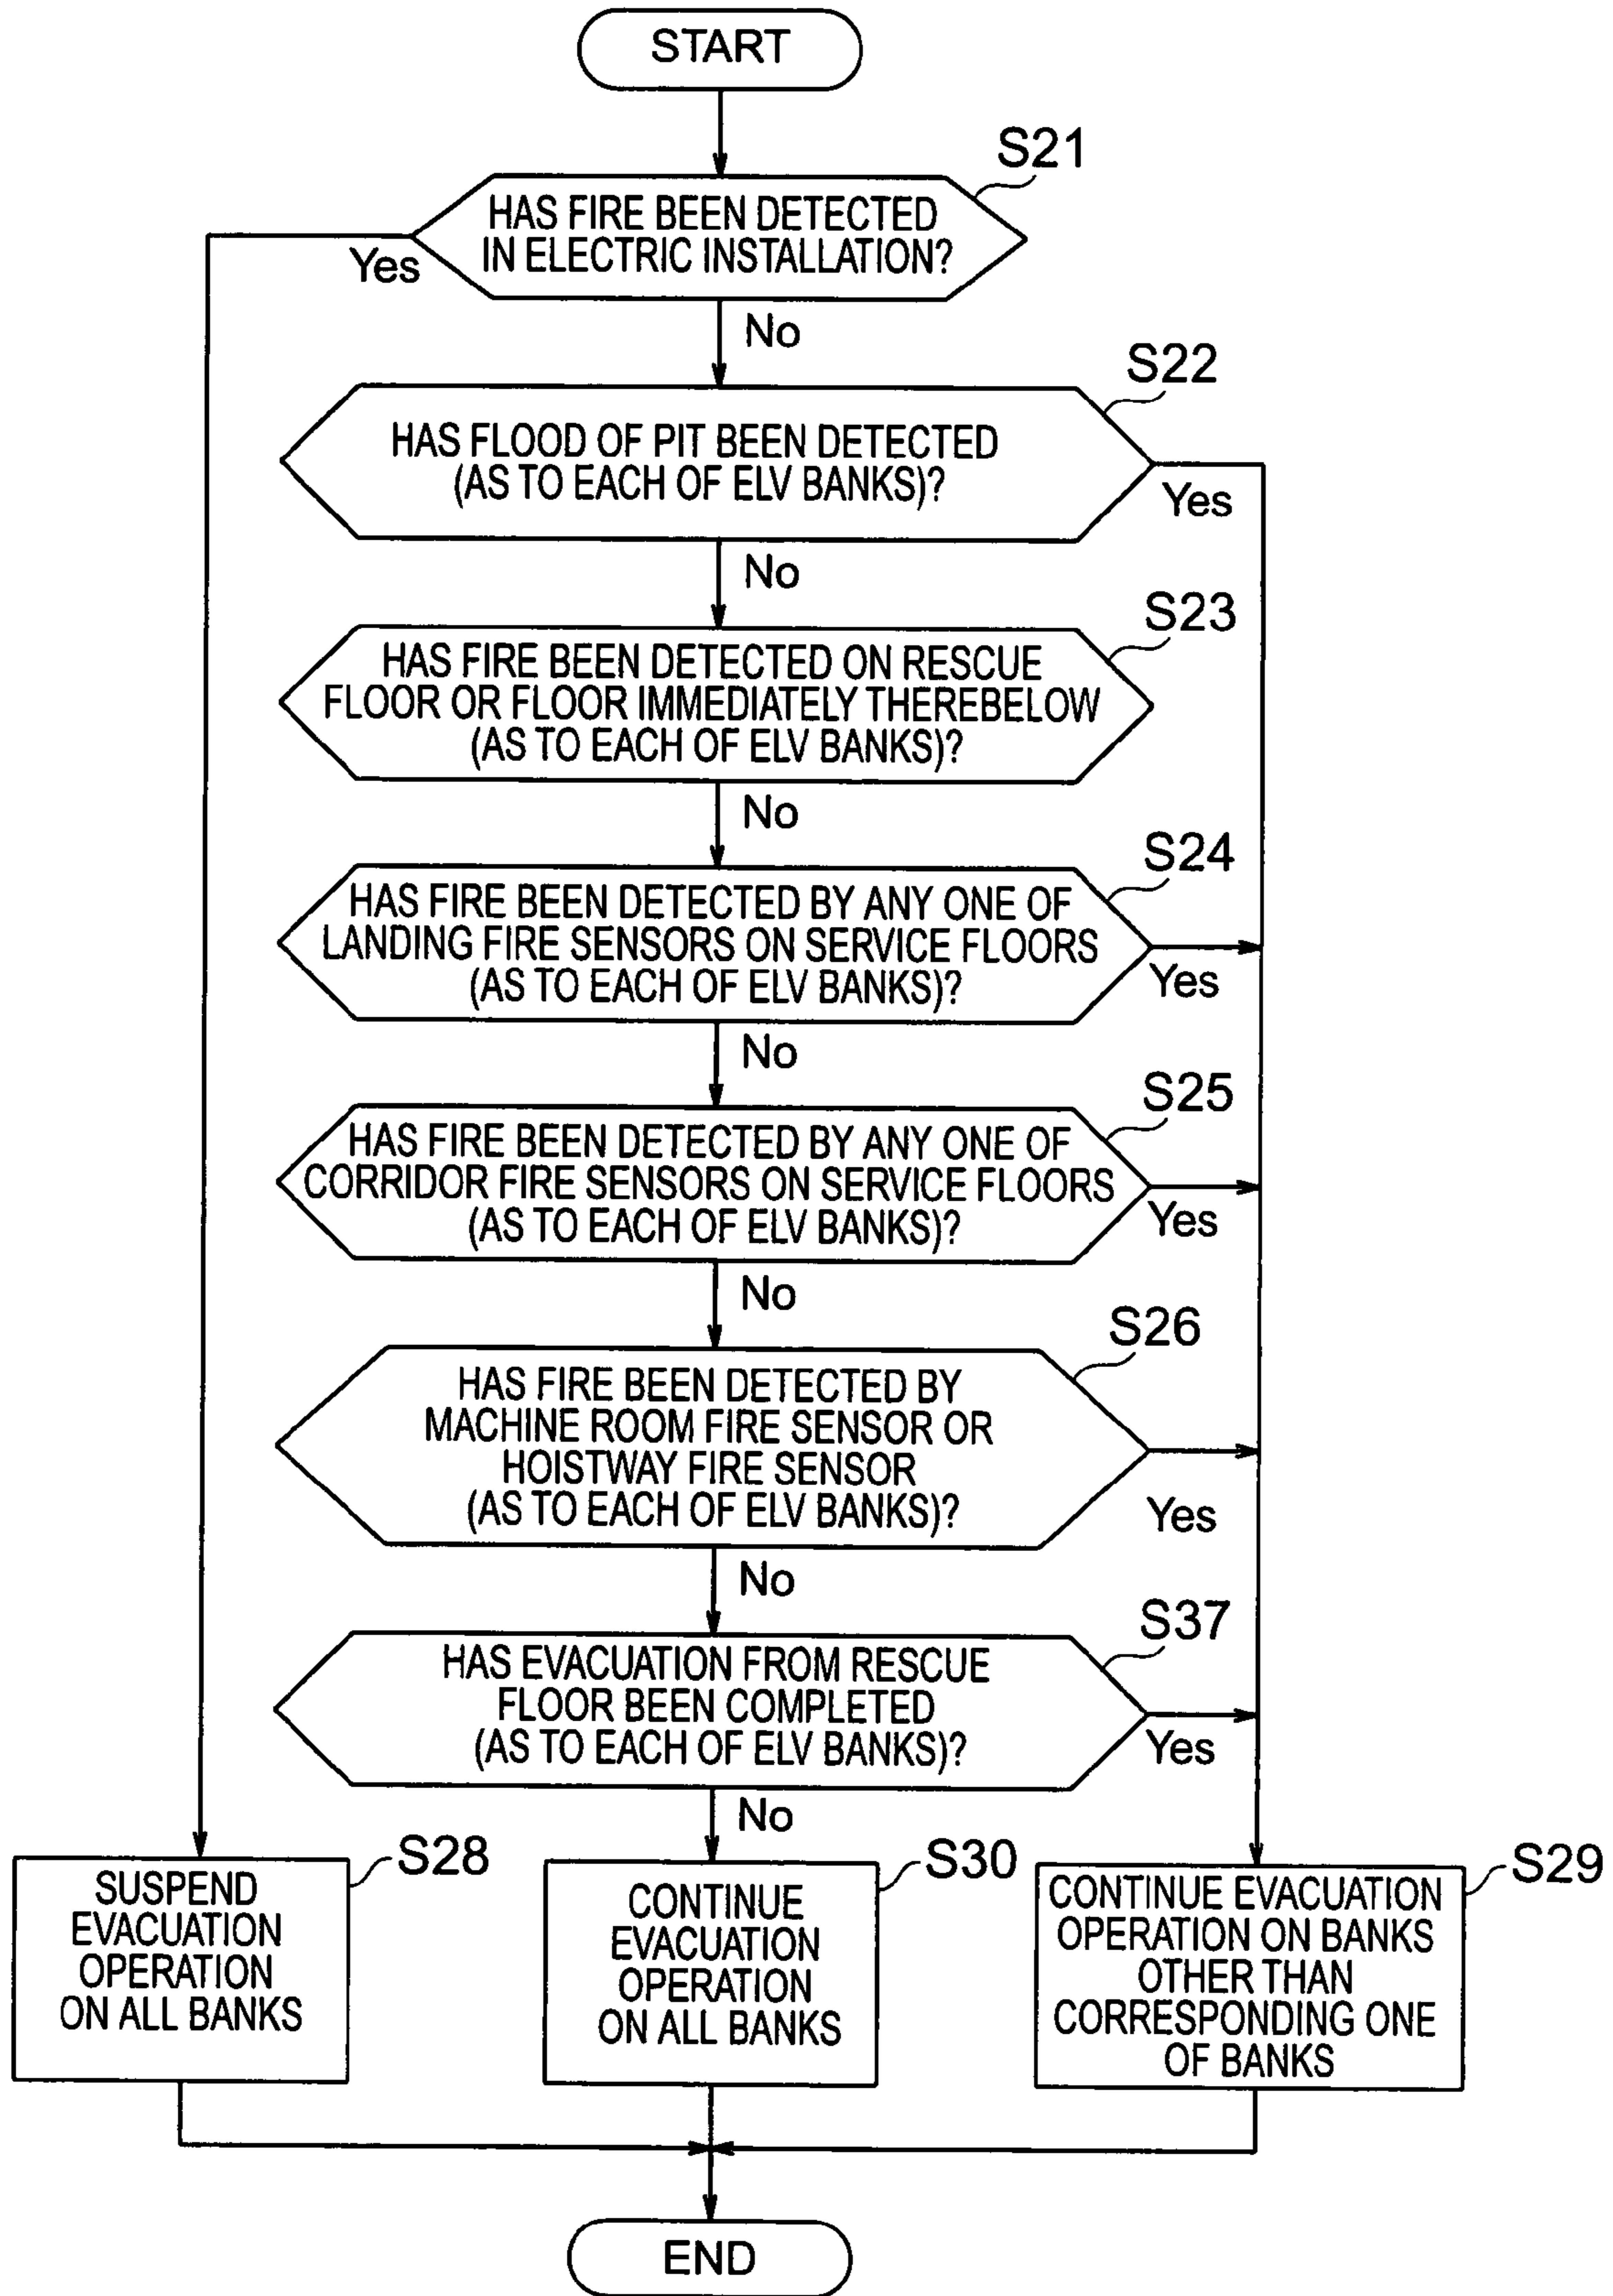 START
S21
HAS FIRE BEEN DETECTED
IN ELECTRIC INSTALLATION?
Yes
No
S22
HAS FLOOD OF PIT BEEN DETECTED
(AS TO EACH OF ELV BANKS)?
Yes
No
S23
HAS FIRE BEEN DETECTED ON RESCUE
FLOOR OR FLOOR IMMEDIATELY THEREBELOW
(AS TO EACH OF ELV BANKS)?
No
S24
HAS FIRE BEEN DETECTED BY ANY ONE OF
LANDING FIRE SENSORS ON SERVICE FLOORS
(AS TO EACH OF ELV BANKS)?
Yes
No
S25
HAS FIRE BEEN DETECTED BY ANY ONE OF
CORRIDOR FIRE SENSORS ON SERVICE FLOORS
(AS TO EACH OF ELV BANKS)?
Yes
No
S26
HAS FIRE BEEN DETECTED BY
MACHINE ROOM FIRE SENSOR OR
HOISTWAY FIRE SENSOR
(AS TO EACH OF ELV BANKS)?
Yes
No
S37
HAS EVACUATION FROM RESCUE
FLOOR BEEN COMPLETED
(AS TO EACH OF ELV BANKS)?
Yes
No
S28
SUSPEND
EVACUATION
OPERATION
ON ALL BANKS
S30
CONTINUE
EVACUATION
OPERATION
ON ALL BANKS
S29
CONTINUE EVACUATION
OPERATION ON BANKS
OTHER THAN
CORRESPONDING ONE
OF BANKS
END